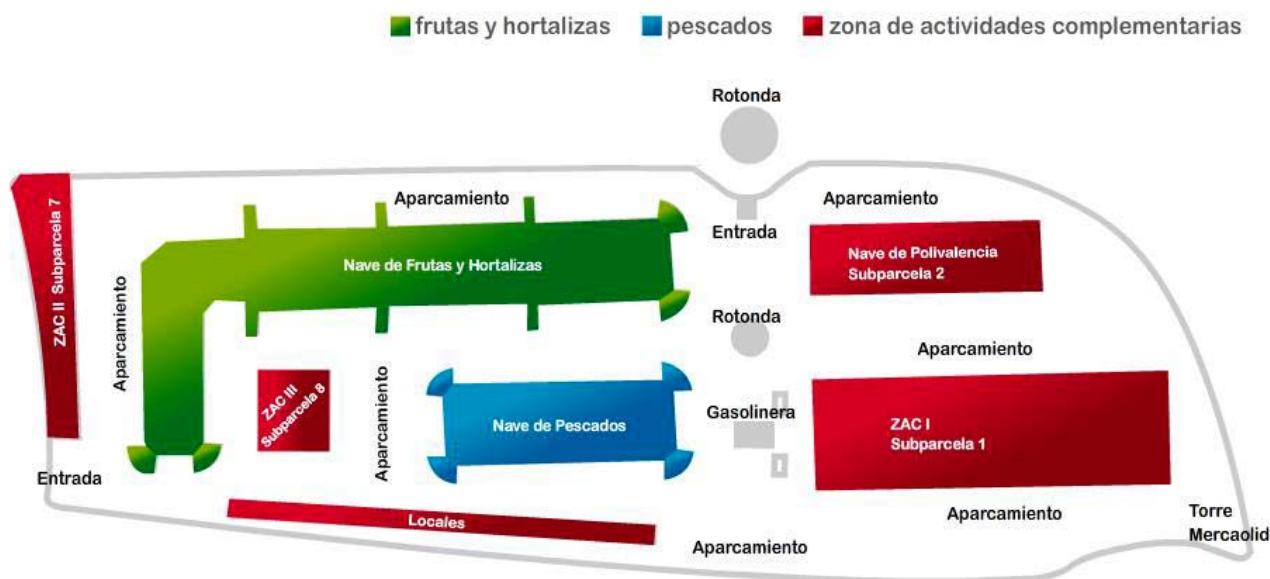 frutas y hortalizas
pescados
zona de actividades complementarias
Rotonda
Aparcamiento
Entrada
Aparcamiento
ZAC II Subparcela 7
Aparcamiento
Nave de Frutas y Hortalizas
Nave de Polivalencia
Subparcela 2
Rotonda
Aparcamiento
ZAC III
Subparcela 8
Aparcamiento
Nave de Pescados
Gasolinera
ZAC I
Subparcela 1
Entrada
Locales
Aparcamiento
Aparcamiento
Torre
Mercaolid